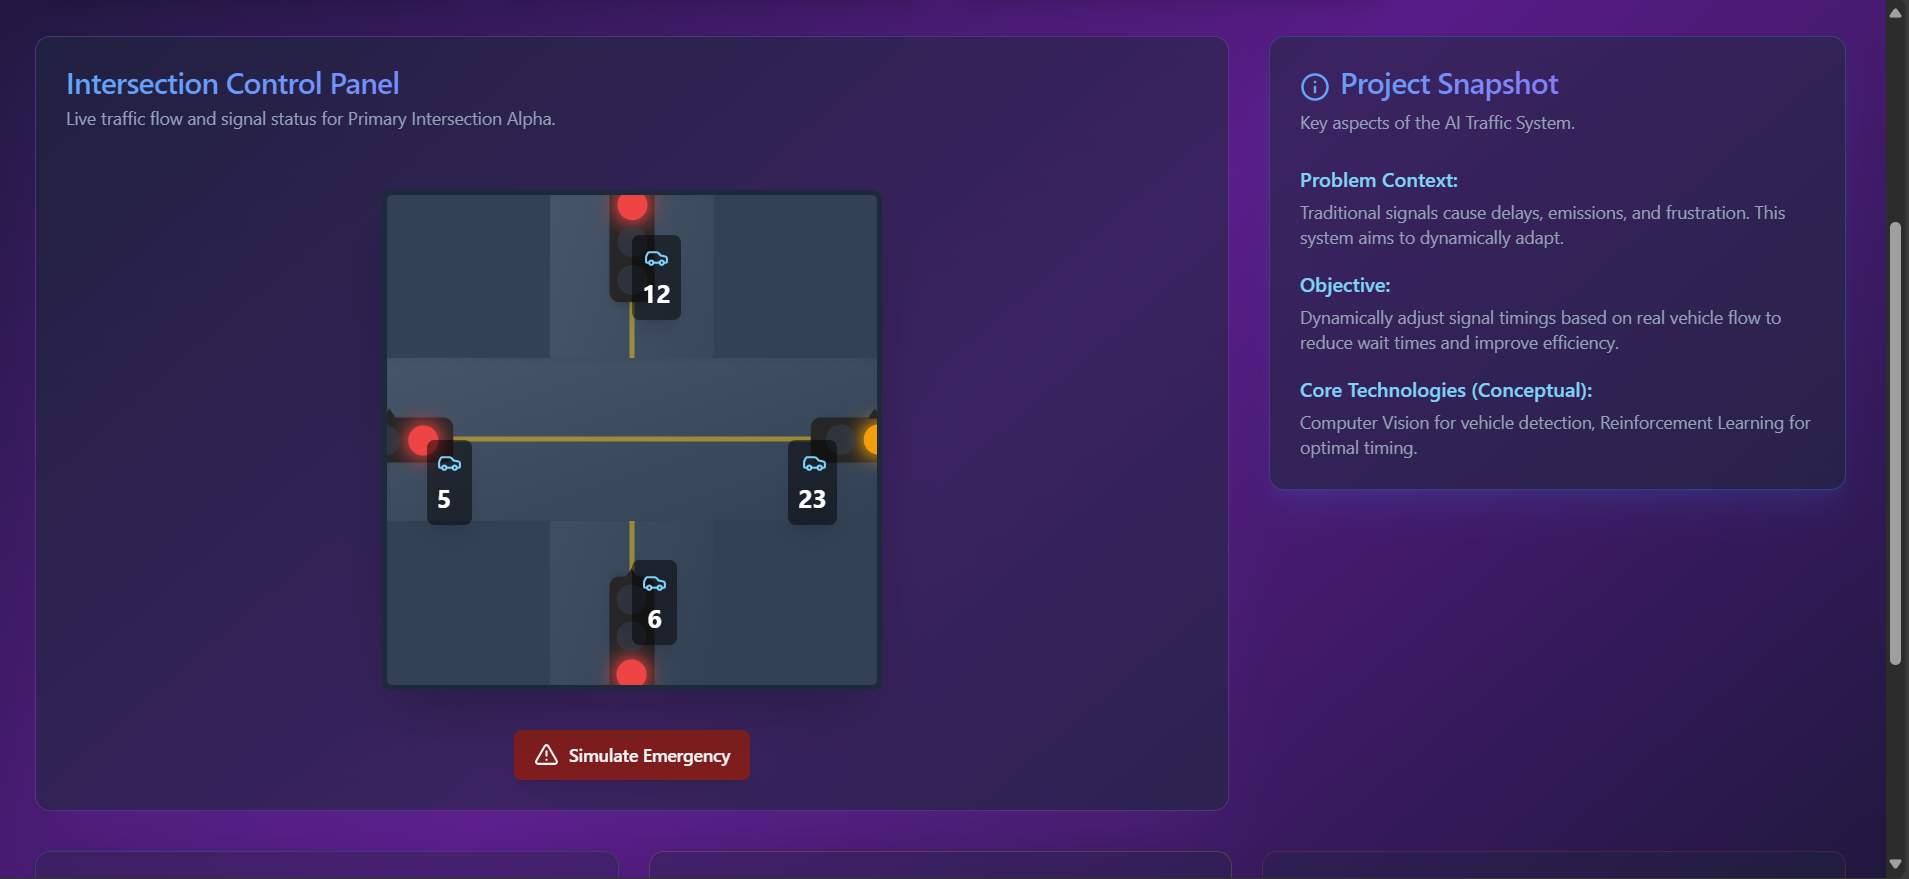 Intersection Control Panel
Live traffic flow and signal status for Primary Intersection Alpha.
12
5
23
6
Simulate Emergency
Project Snapshot
Key aspects of the AI Traffic System.
Problem Context:
Traditional signals cause delays, emissions, and frustration. This
system aims to dynamically adapt.
Objective:
Dynamically adjust signal timings based on real vehicle flow to
reduce wait times and improve efficiency.
Core Technologies (Conceptual):
Computer Vision for vehicle detection, Reinforcement Learning for
optimal timing.